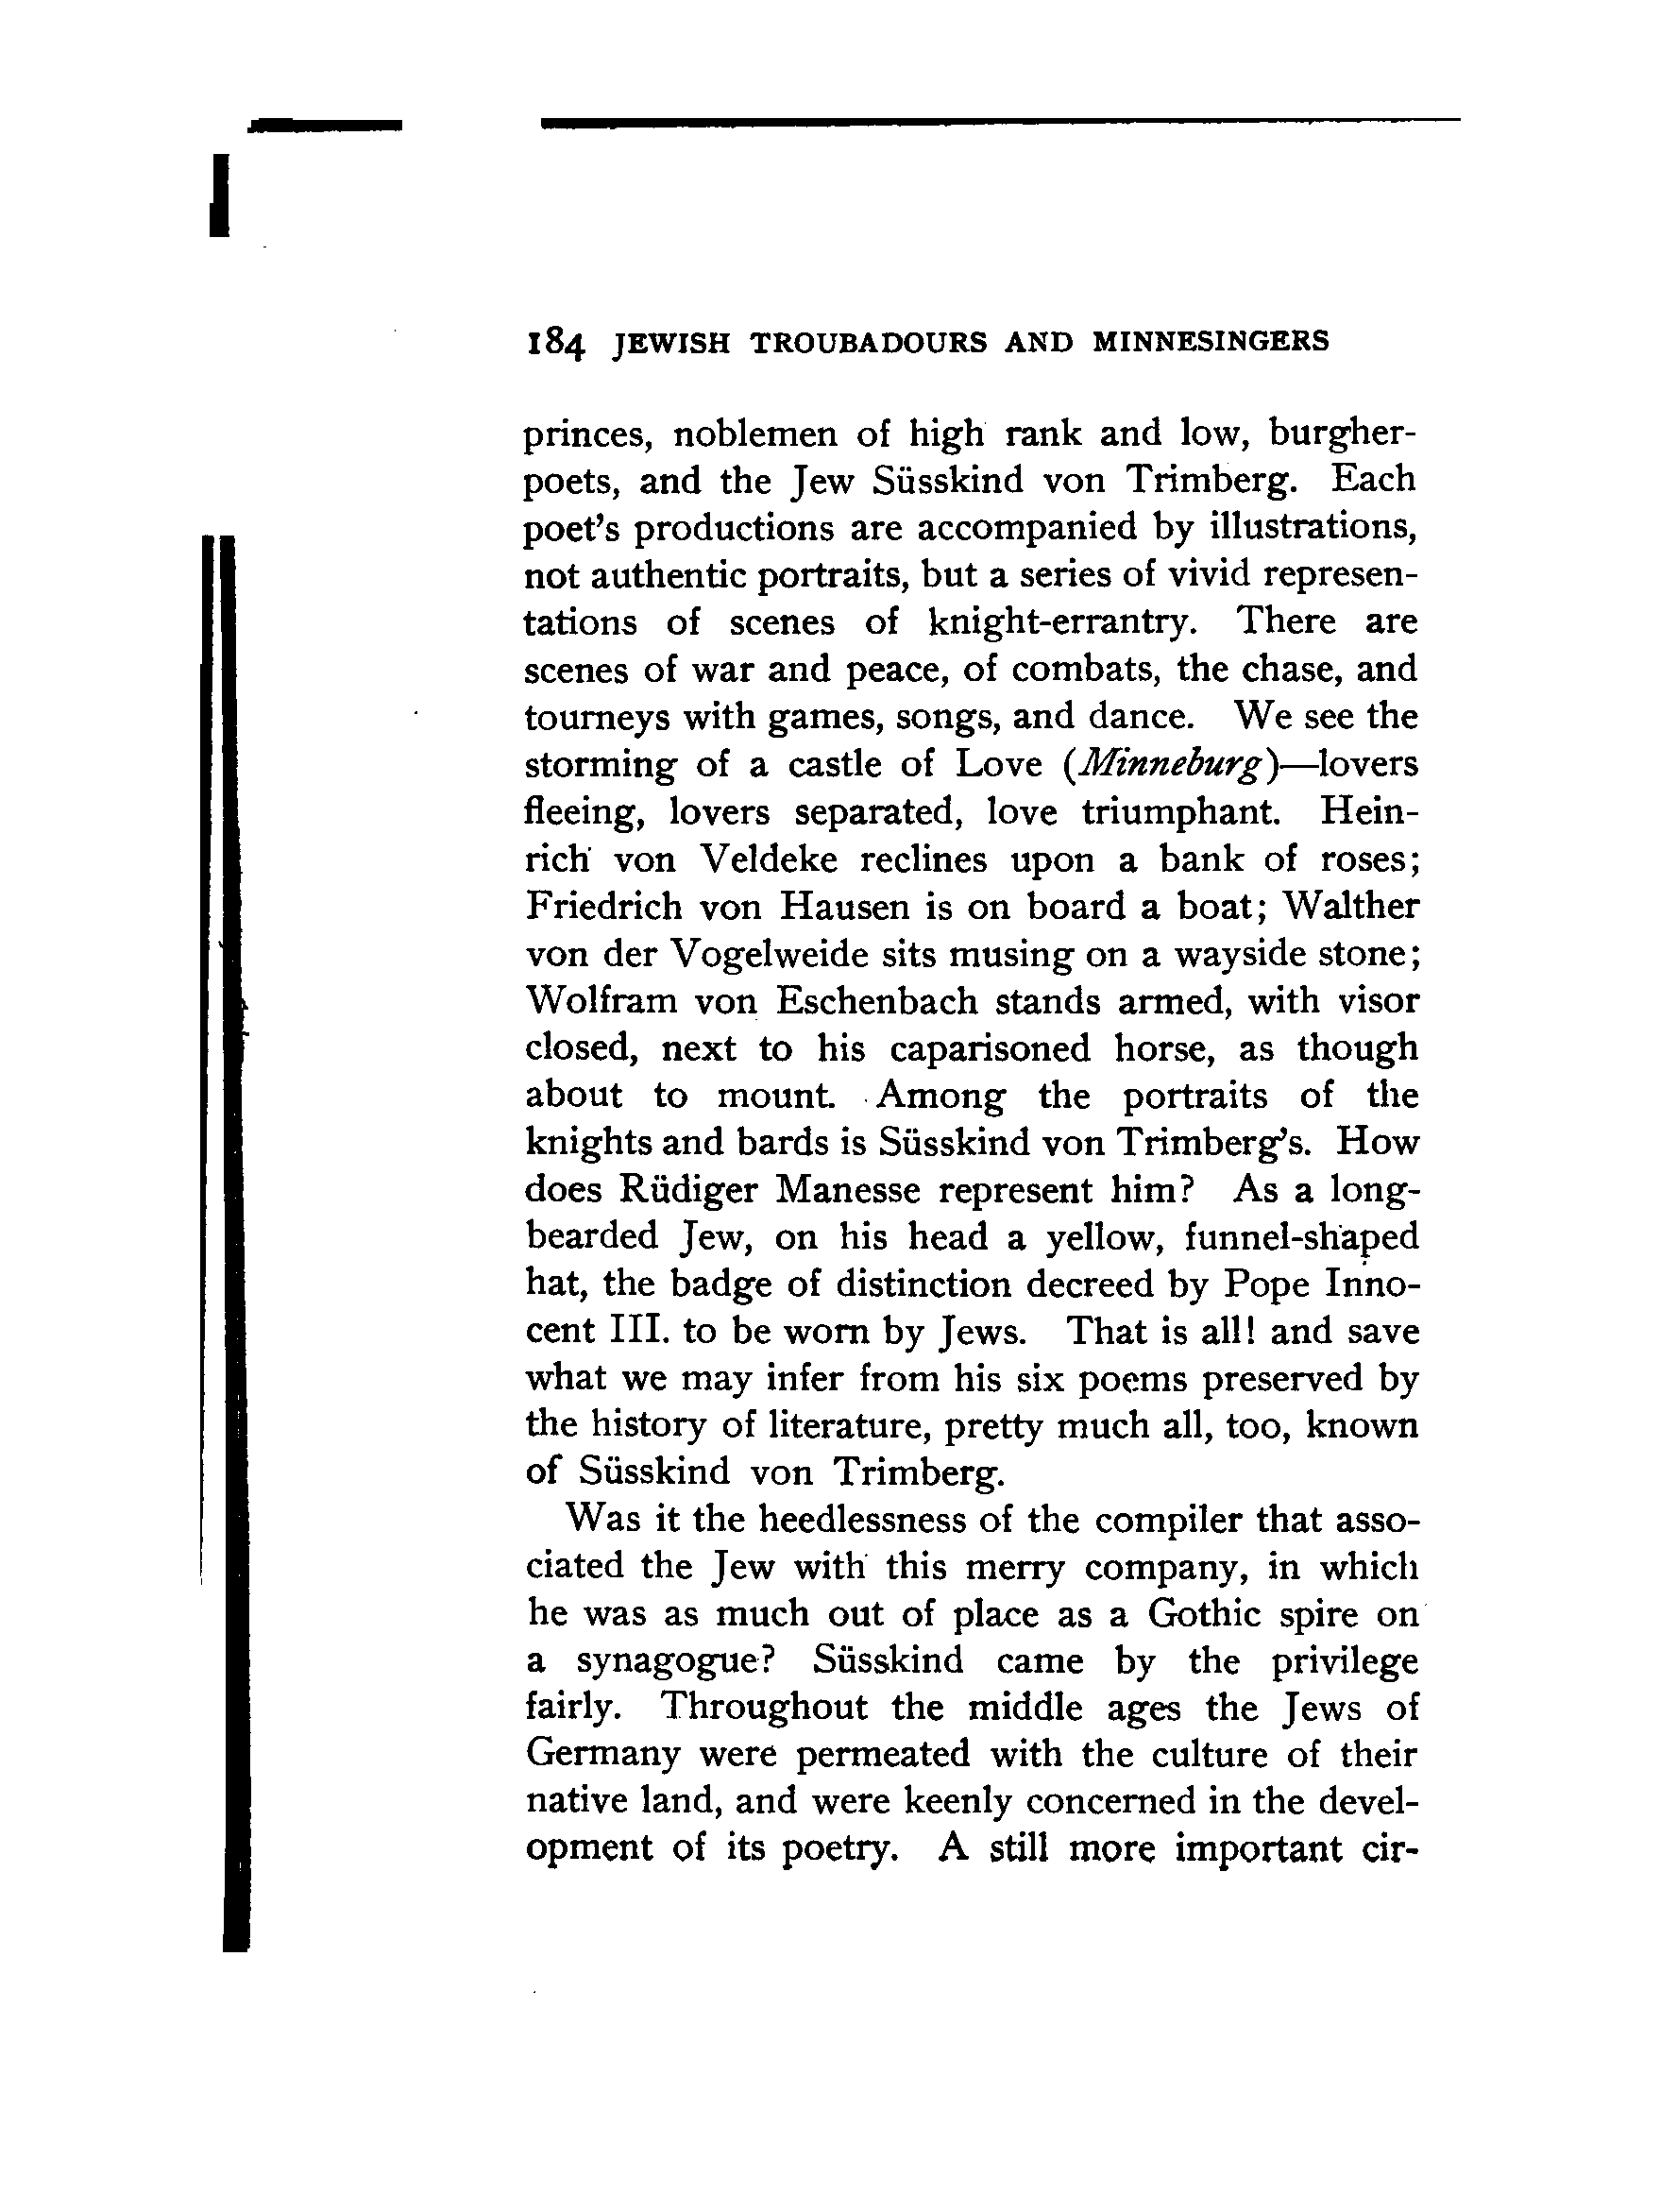 184 JEWISH TROUBADOURS AND MINNESINGERS
princes, noblemen of high rank and low, burgher-
poets, and the Jew Süsskind von Trimberg. Each
poet's productions are accompanied by illustrations,
not authentic portraits, but a series of vivid represen-
tations of scenes of knight-errantry. There are
scenes of war and peace, of combats, the chase, and
tourneys with games, songs, and dance. We see the
storming of a castle of Love (Minneburg)—lovers
fleeing, lovers separated, love triumphant. Hein-
rich von Veldeke reclines upon a bank of roses;
Friedrich von Hausen is on board a boat; Walther
von der Vogelweide sits musing on a wayside stone;
Wolfram von Eschenbach stands armed, with visor
closed, next to his caparisoned horse, as though
about to mount. Among the portraits of the
knights and bards is Süsskind von Trimberg's. How
does Rüdiger Manesse represent him? As a long-
bearded Jew, on his head a yellow, funnel-shaped
hat, the badge of distinction decreed by Pope Inno-
cent III. to be worn by Jews. That is all! and save
what we may infer from his six poems preserved by
the history of literature, pretty much all, too, known
of Süsskind von Trimberg.
Was it the heedlessness of the compiler that asso-
ciated the Jew with this merry company, in which
he was as much out of place as a Gothic spire on
a synagogue? Süsskind came by the privilege
fairly. Throughout the middle ages the Jews of
Germany were permeated with the culture of their
native land, and were keenly concerned in the devel-
opment of its poetry. A still more important cir-